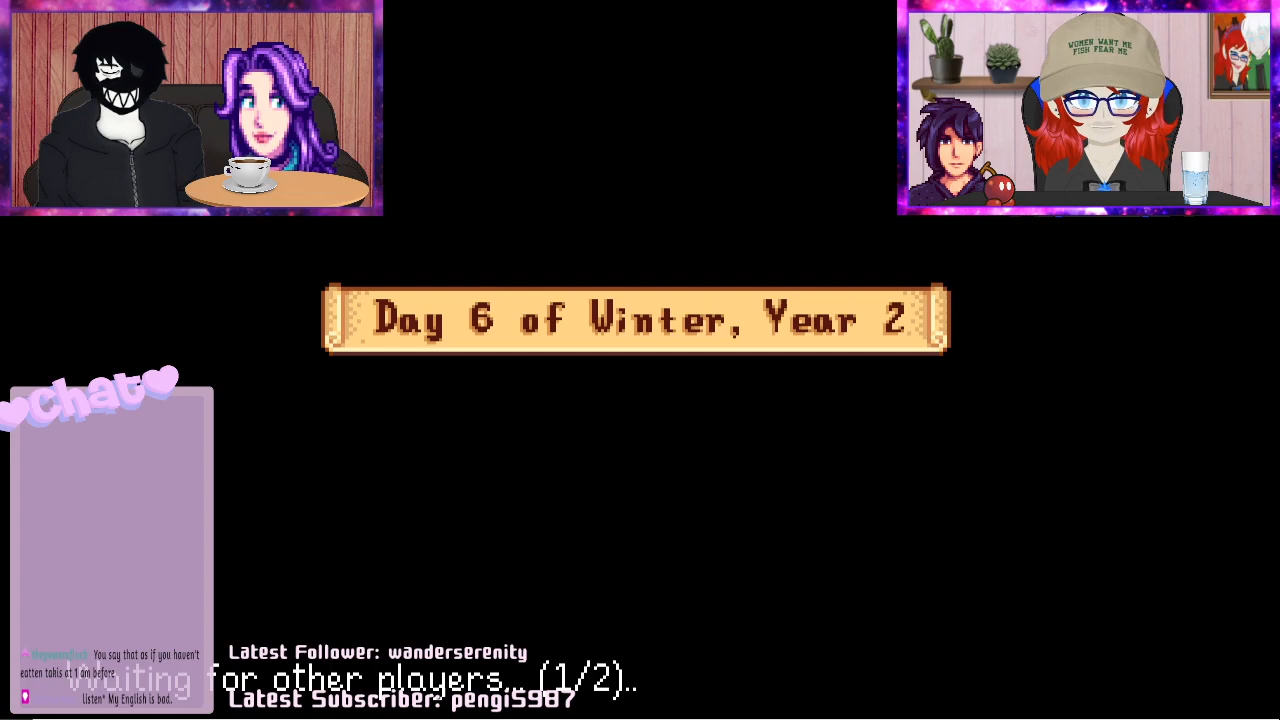 WOMEN WANT ME
FISH FEAR ME
Day 6 of Winter, Year 2
chat
You say that as if you haven't
eatten takis at 1 am before
listen* My English is bad.
Latest Follower: wanderserenity
Waiting for other players... (1/2)..
Latest Subscriber: pengi5987